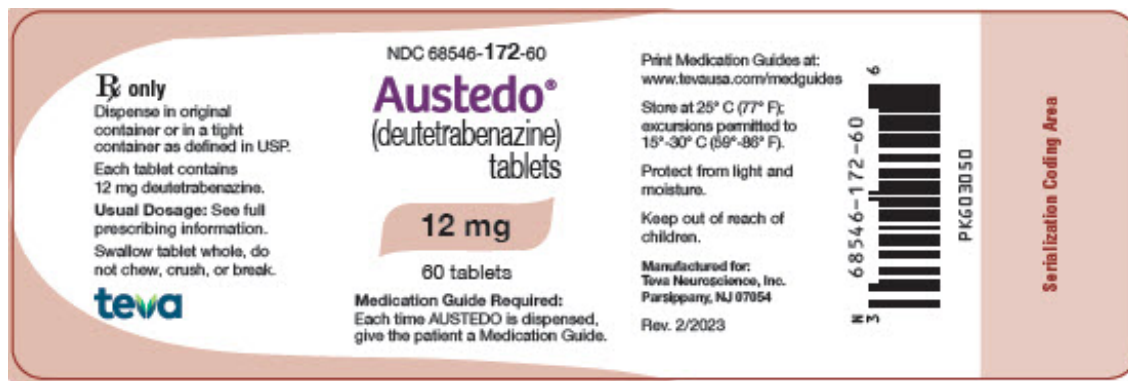 Rx only
Dispense in original
container or in a tight
container as defined in USP.
Each tablet contains
12 mg deutetrabenazine.
Usual Dosage: See full
prescribing information.
Swallow tablet whole, do
not chew, crush, or break.
teva
NDC 68546-172-60
Austedo®
(deutetrabenazine)
tablets
12 mg
60 tablets
Medication Guide Required:
Each time AUSTEDO is dispensed,
give the patient a Medication Guide.
Print Medication Guides at:
www.tevausa.com/medguides
Store at 25° C (77° F);
excursions permitted to
15°-30° C (59°-86° F).
Protect from light and
moisture.
Keep out of reach of
children.
Manufactured for:
Teva Neuroscience, Inc.
Parsippany, NJ 07054
Rev. 2/2023
N
3
68546-172-60
6
PK603050
Serialization Coding Area